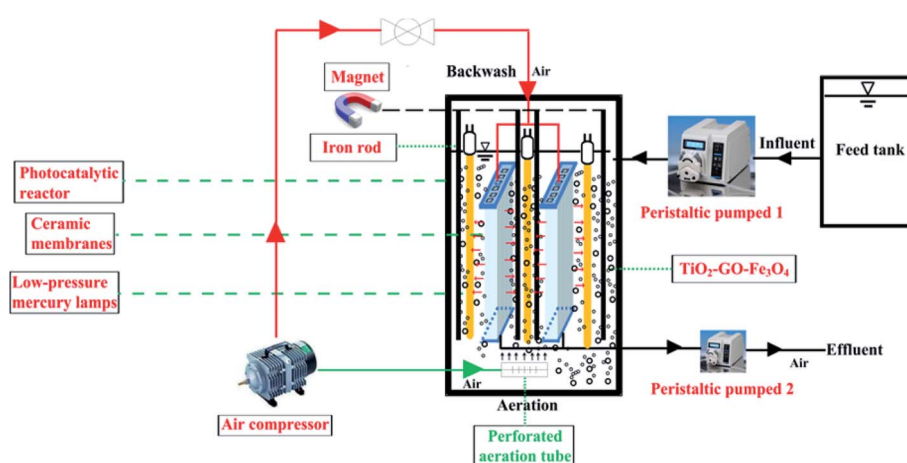 Backwash
Air
Magnet
Iron rod
Photocatalytic
reactor
Ceramic
membranes
Low-pressure
mercury lamps
Influent
Feed tank
Peristaltic pumped 1
TiO₂-GO-Fe₃O₄
Air
Effluent
Peristaltic pumped 2
Air
Aeration
Air compressor
Perforated
aeration tube